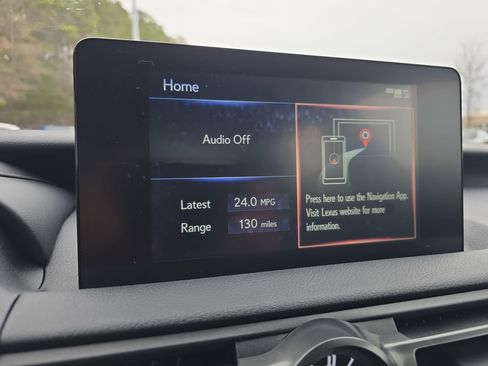 Home
Audio Off
Latest 24.0 MPG
Range 130 miles
Press here to use the Navigation App.
Visit Lexus website for more
information.